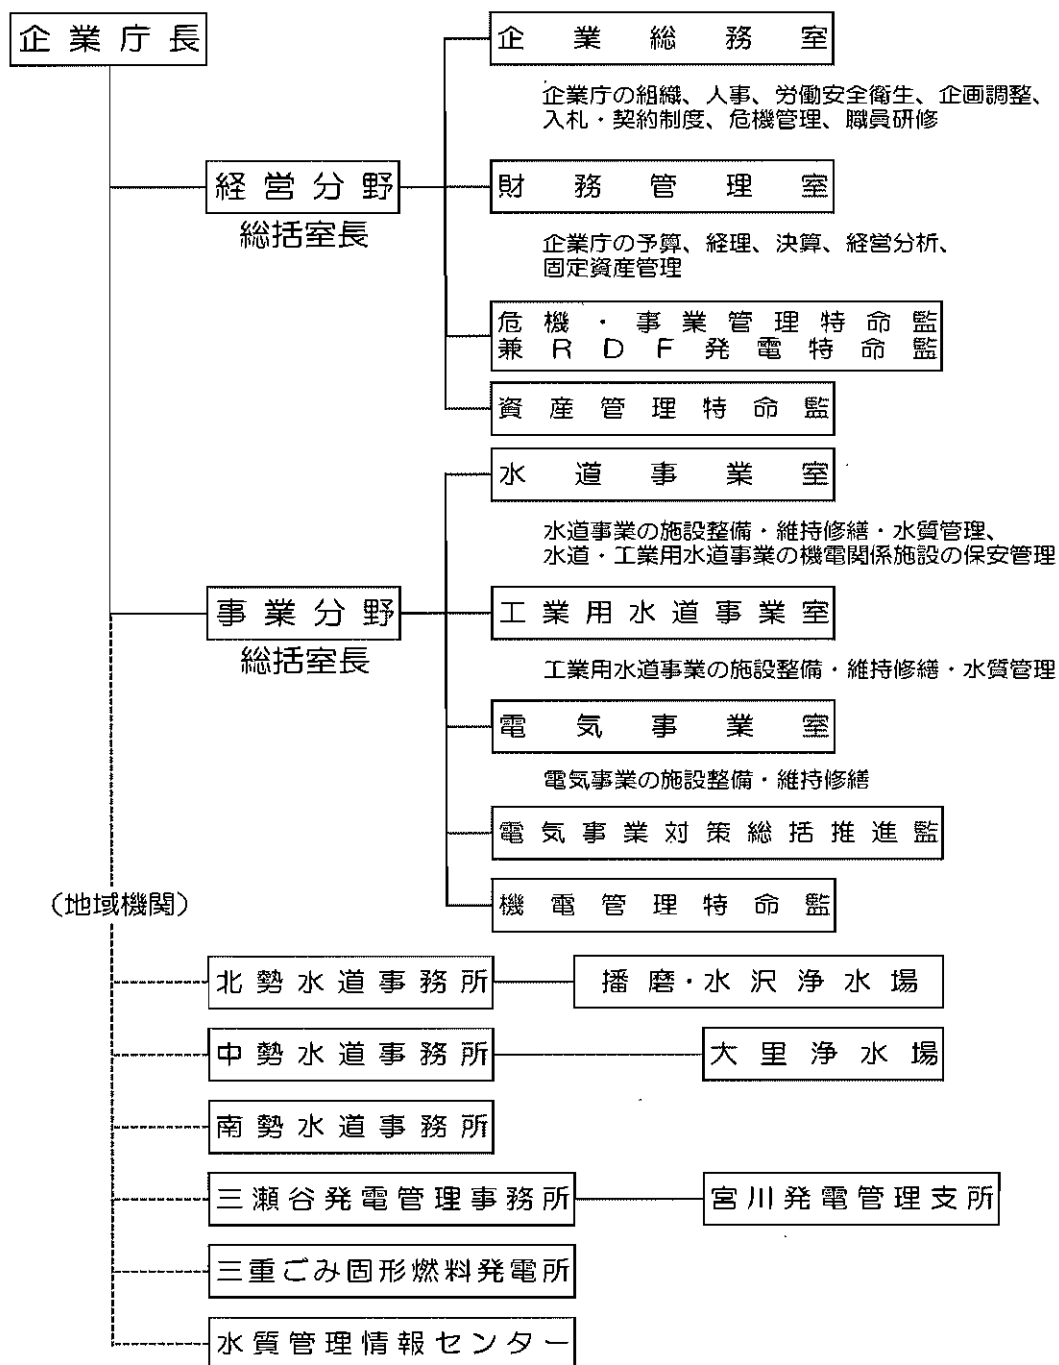 企業庁長
企業総務室
企業庁の組織、人事、労働安全衛生、企画調整、
入札・契約制度、危機管理、職員研修
経営分野
総括室長
財務管理室
企業庁の予算、経理、決算、経営分析、
固定資産管理
危機・事業管理特命監
兼RDF発電特命監
資産管理特命監
水道事業室
水道事業の施設整備・維持修繕・水質管理、
水道・工業用水道事業の機電関係施設の保安管理
事業分野
総括室長
工業用水道事業室
工業用水道事業の施設整備・維持修繕・水質管理
電気事業室
電気事業の施設整備・維持修繕
電気事業対策総括推進監
機電管理特命監
(地域機関)
北勢水道事務所
播磨・水沢浄水場
中勢水道事務所
大里浄水場
南勢水道事務所
三瀬谷発電管理事務所
宮川発電管理支所
三重ごみ固形燃料発電所
水質管理情報センター